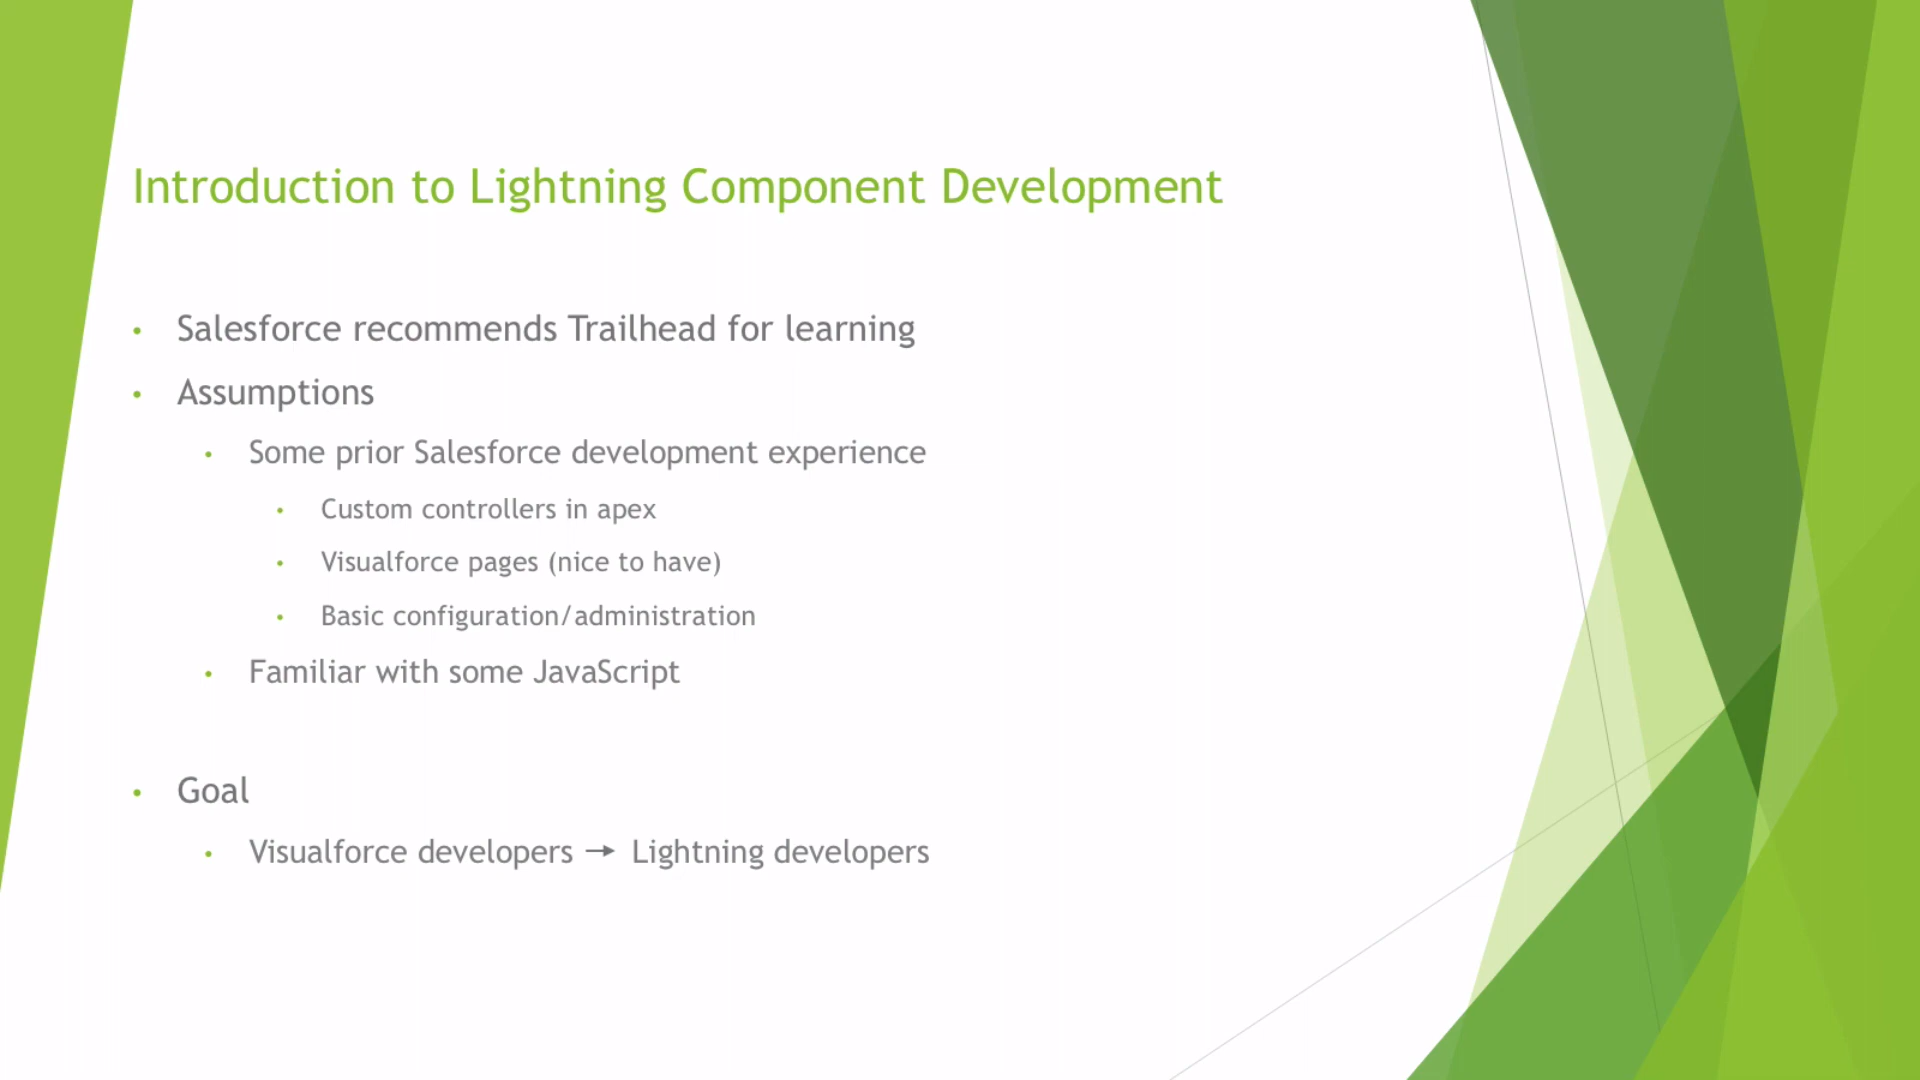 Introduction to Lightning Component Development
• Salesforce recommends Trailhead for learning
• Assumptions
• Some prior Salesforce development experience
• Custom controllers in apex
• Visualforce pages (nice to have)
• Basic configuration/administration
• Familiar with some JavaScript
• Goal
• Visualforce developers → Lightning developers